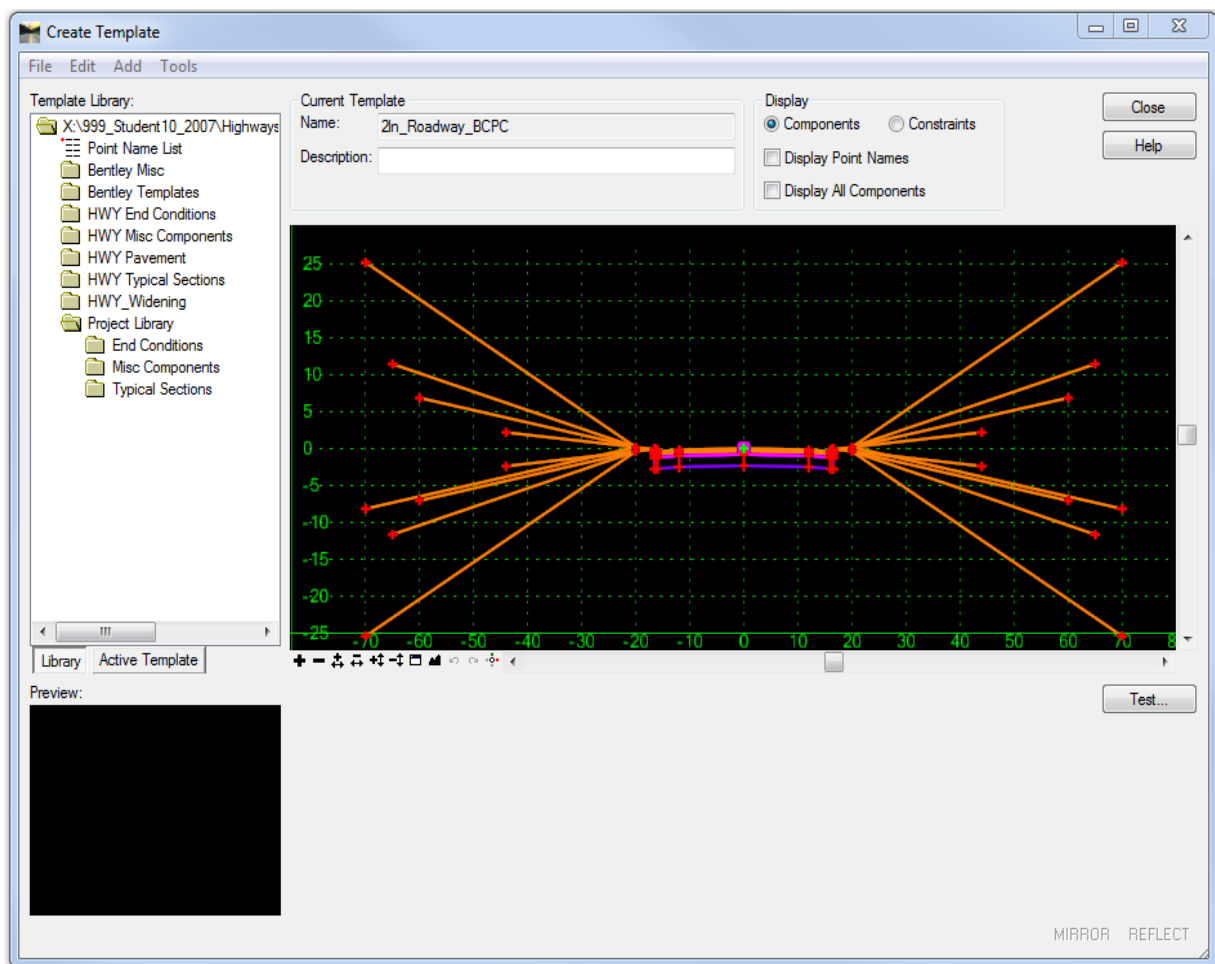 Create Template
File Edit Add Tools
Template Library:
X:\999_Student10_2007\Highways
Point Name List
Bentley Misc
Bentley Templates
HWY End Conditions
HWY Misc Components
HWY Pavement
HWY Typical Sections
HWY_Widening
Project Library
End Conditions
Misc Components
Typical Sections
Library Active Template
Current Template
Name: 2ln_Roadway_BCPC
Description:
Display
Components Constraints
Display Point Names
Display All Components
Close
Help
25
20
15
10
5
0
-5
-10
-15
-20
-25
-70 -60 -50 -40 -30 -20 -10 0 10 20 30 40 50 60 70 8
Preview:
Test...
MIRROR REFLECT